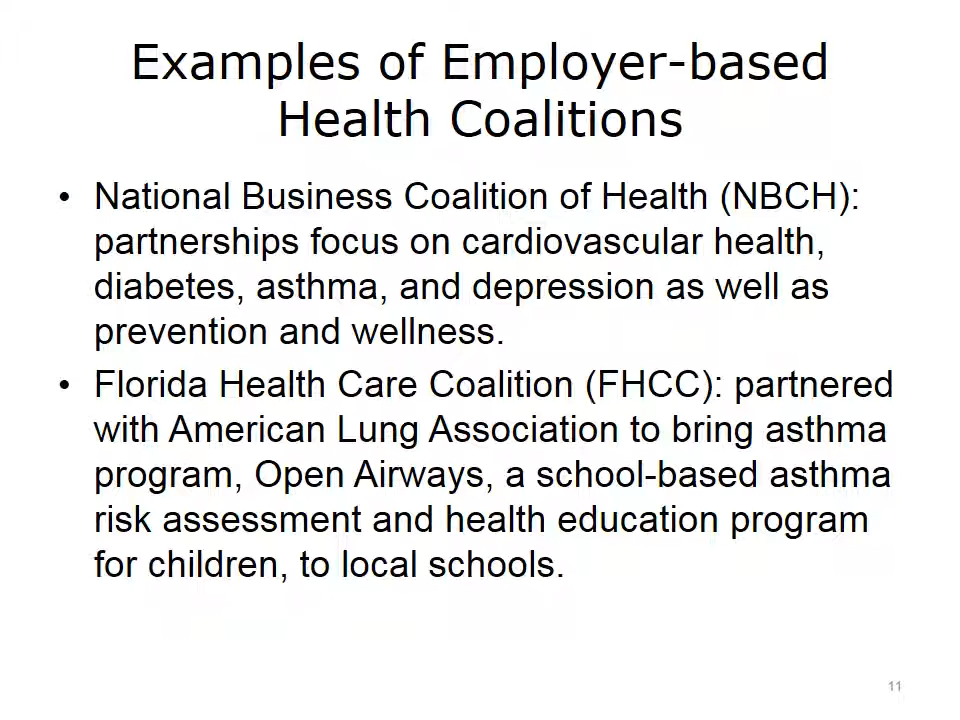 Examples of Employer-based
Health Coalitions
• National Business Coalition of Health (NBCH):
partnerships focus on cardiovascular health,
diabetes, asthma, and depression as well as
prevention and wellness.
• Florida Health Care Coalition (FHCC): partnered
with American Lung Association to bring asthma
program, Open Airways, a school-based asthma
risk assessment and health education program
for children, to local schools.
11